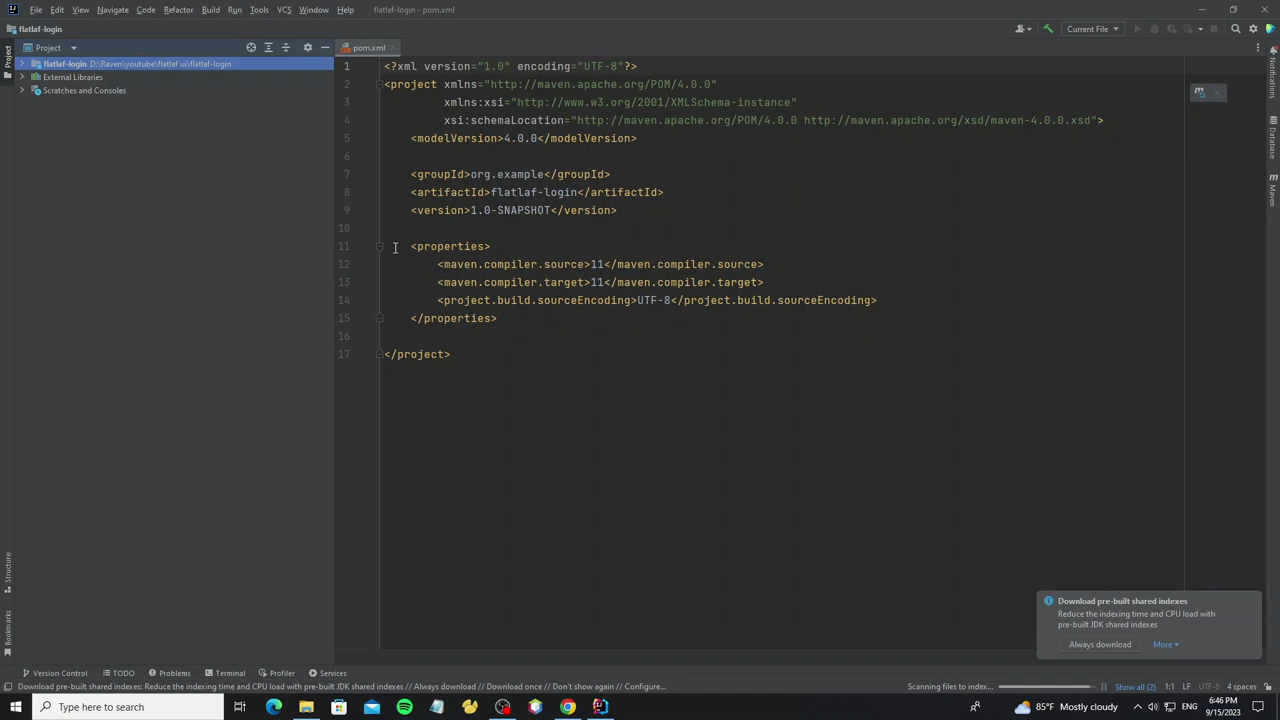 File Edit View Navigate Code Refactor Build Run Tools VCS Window Help flatlaf-login - pom.xml
flatlaf-login
Current File
Project
pom.xml
flatlaf-login D:\Raven\youtube\flatlaf ui\flatlaf-login
External Libraries
Scratches and Consoles
1 <?xml version="1.0" encoding="UTF-8"?>
2 <project xmlns="http://maven.apache.org/POM/4.0.0"
3 xmlns:xsi="http://www.w3.org/2001/XMLSchema-instance"
4 xsi:schemaLocation="http://maven.apache.org/POM/4.0.0 http://maven.apache.org/xsd/maven-4.0.0.xsd">
5 <modelVersion>4.0.0</modelVersion>
6
7 <groupId>org.example</groupId>
8 <artifactId>flatlaf-login</artifactId>
9 <version>1.0-SNAPSHOT</version>
10
11 <properties>
12 <maven.compiler.source>11</maven.compiler.source>
13 <maven.compiler.target>11</maven.compiler.target>
14 <project.build.sourceEncoding>UTF-8</project.build.sourceEncoding>
15 </properties>
16
17 </project>
Project
Structure
Bookmarks
Notifications
Database
Maven
Download pre-built shared indexes
Reduce the indexing time and CPU load with
pre-built JDK shared indexes
Always download More
Version Control TODO Problems Terminal Profiler Services
Download pre-built shared indexes: Reduce the indexing time and CPU load with pre-built JDK shared indexes // Always download // Download once // Don't show again // Configure...
Scanning files to index... Show all (2) 1:1 LF UTF-8 4 spaces
Type here to search
85°F Mostly cloudy ENG
6:46 PM
9/15/2023